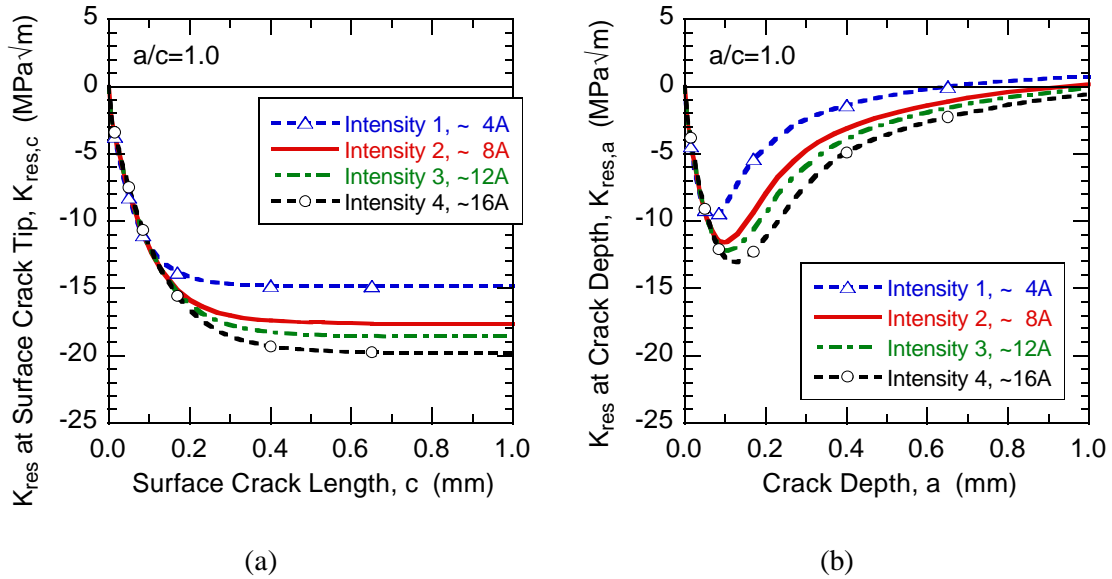 5
0
-5
-10
-15
-20
-25
K_res at Surface Crack Tip, K_res,c (MPa√m)
a/c=1.0
Intensity 1, ~ 4A
Intensity 2, ~ 8A
Intensity 3, ~12A
Intensity 4, ~16A
0.0 0.2 0.4 0.6 0.8 1.0
Surface Crack Length, c (mm)
(a)
5
0
-5
-10
-15
-20
-25
K_res at Crack Depth, K_res,a (MPa√m)
a/c=1.0
Intensity 1, ~ 4A
Intensity 2, ~ 8A
Intensity 3, ~12A
Intensity 4, ~16A
0.0 0.2 0.4 0.6 0.8 1.0
Crack Depth, a (mm)
(b)